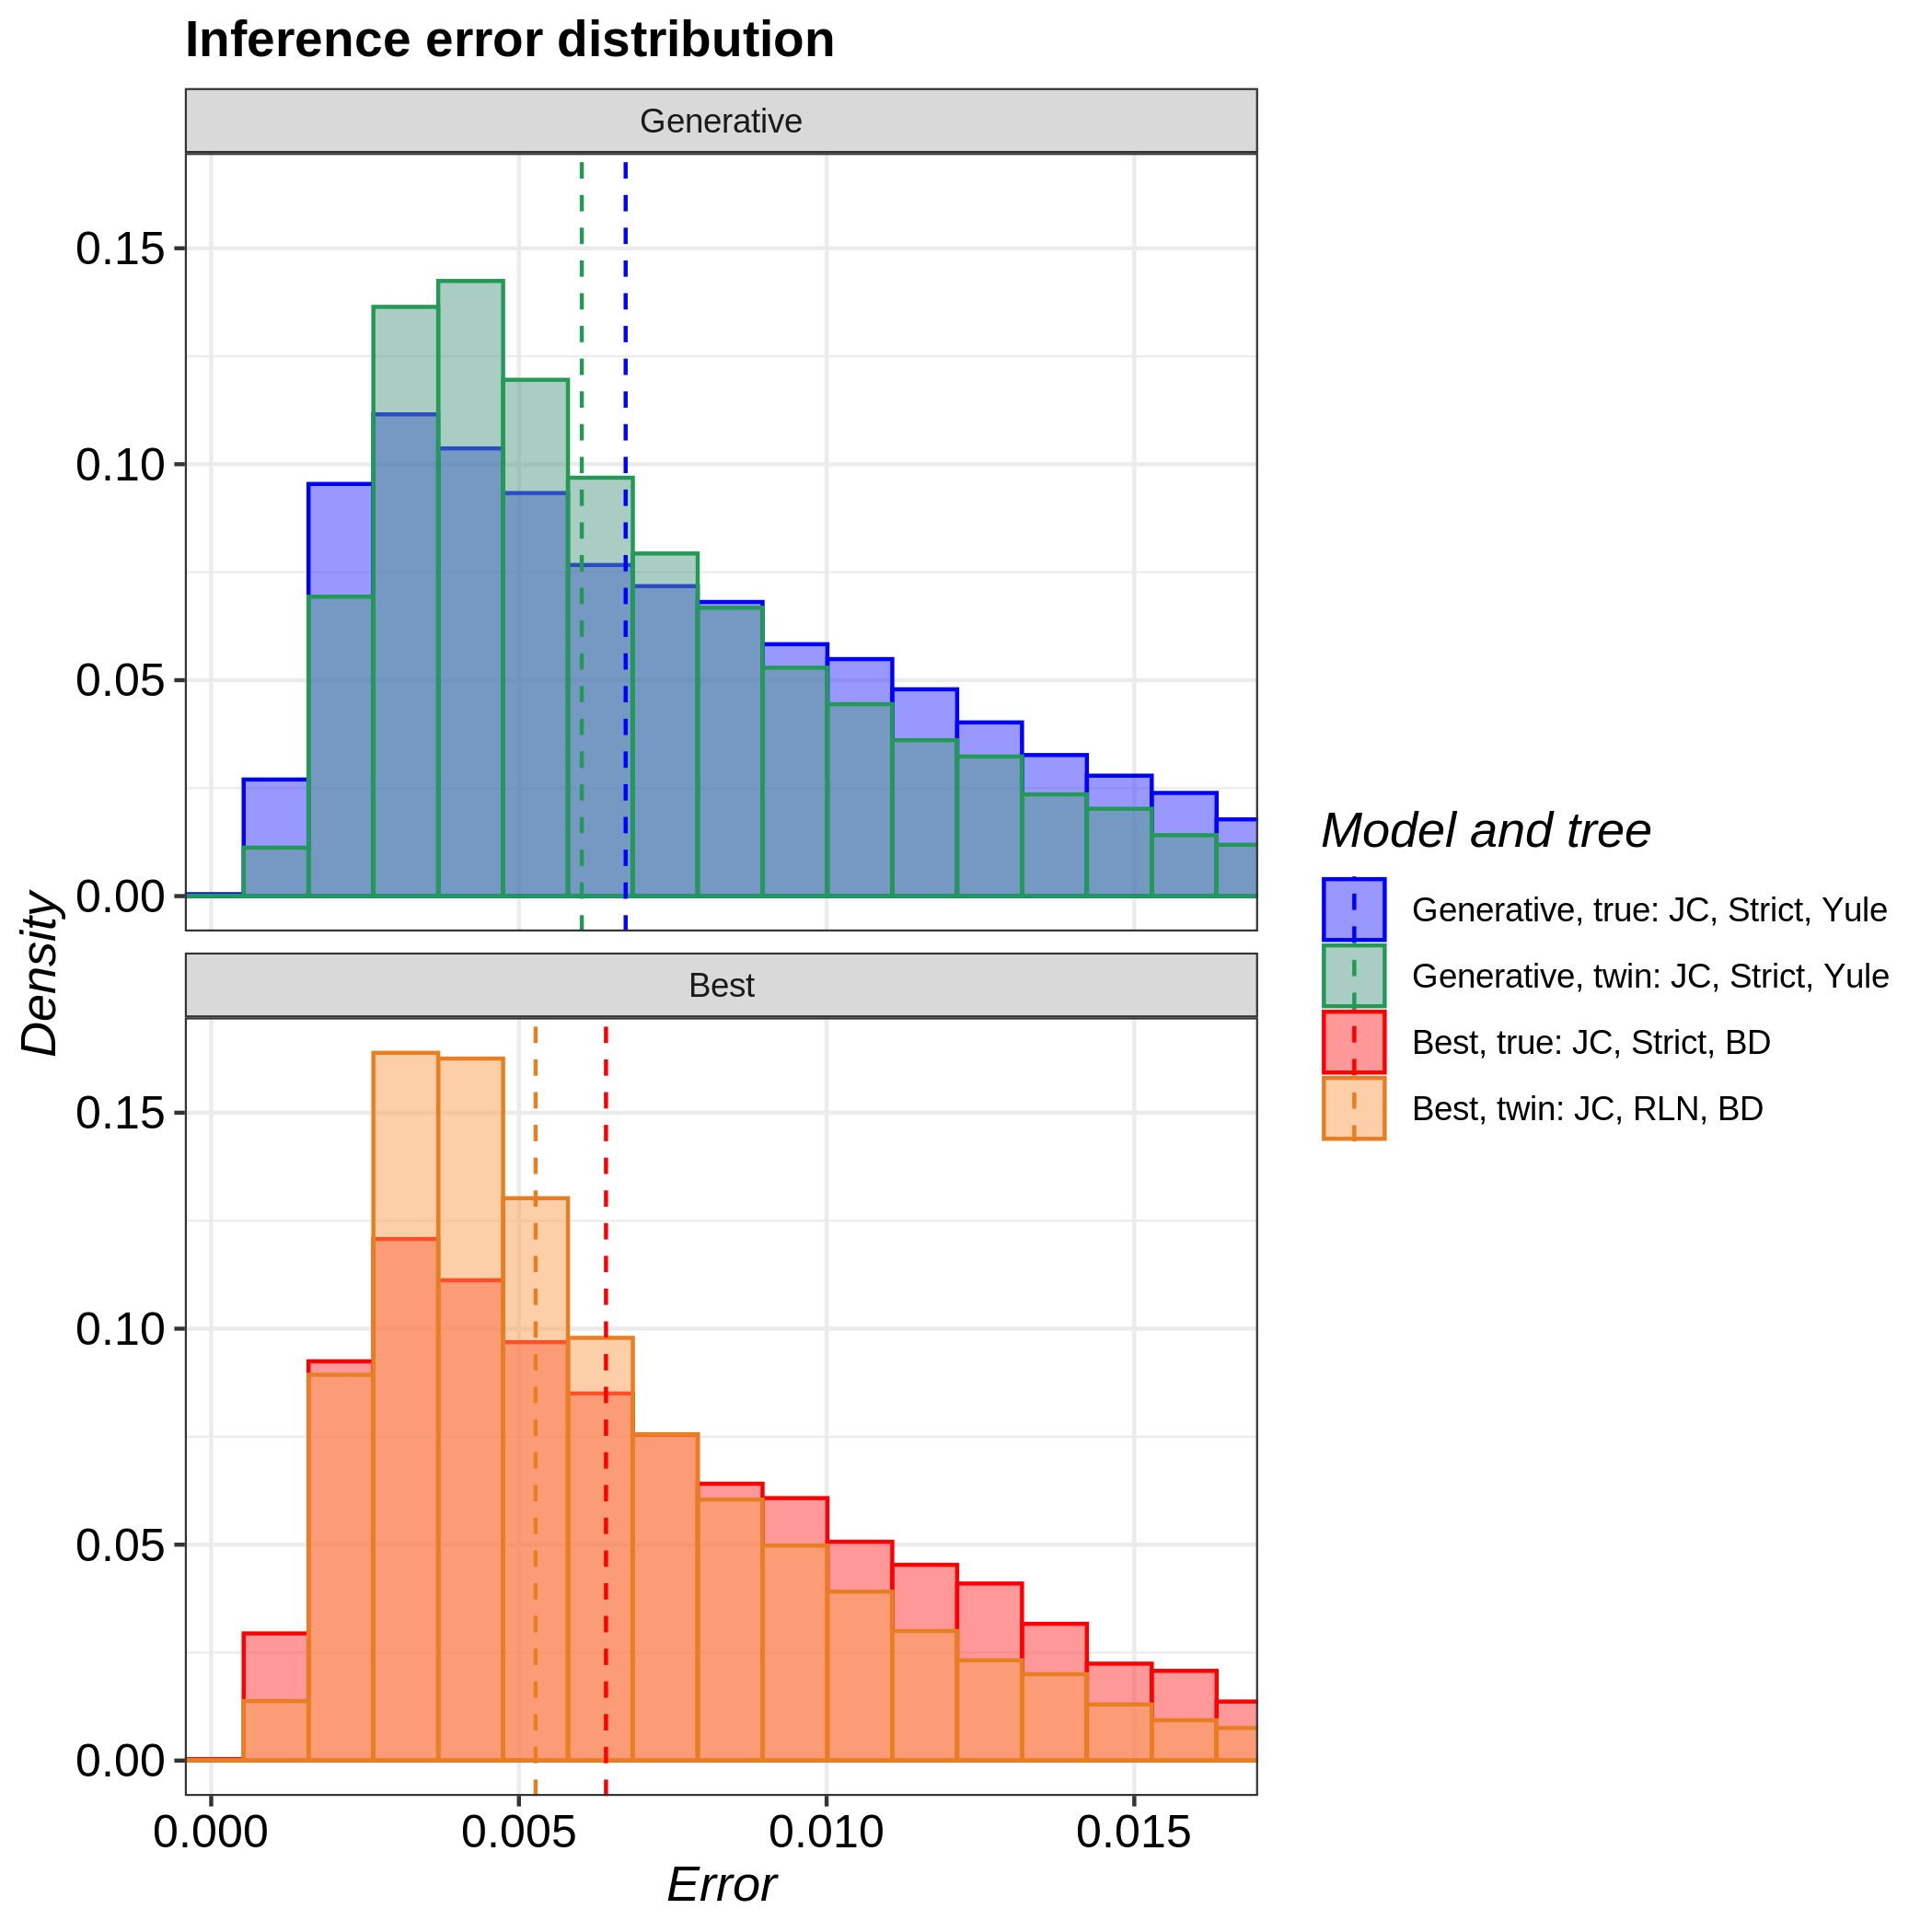 Inference error distribution
Generative
0.15
0.10
0.05
0.00
Best
0.15
0.10
0.05
0.00
0.000 0.005 0.010 0.015
Error
Density
Model and tree
Generative, true: JC, Strict, Yule
Generative, twin: JC, Strict, Yule
Best, true: JC, Strict, BD
Best, twin: JC, RLN, BD